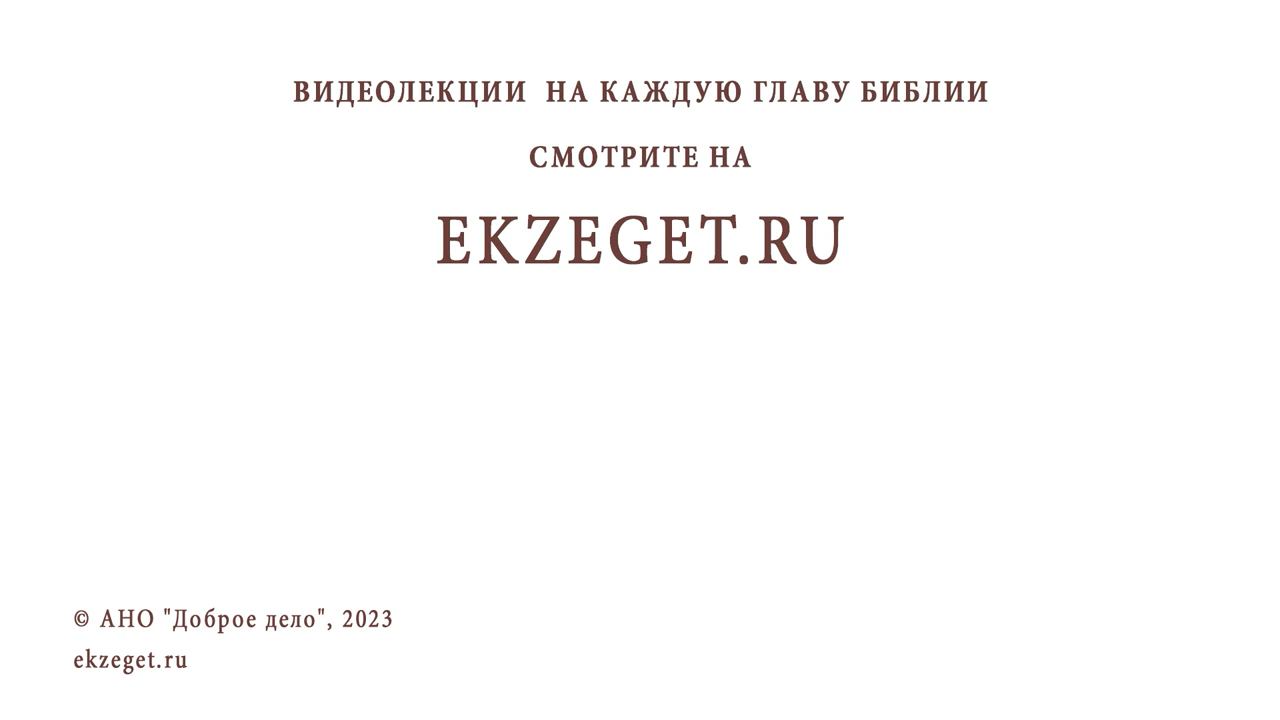 ВИДЕОЛЕКЦИИ НА КАЖДУЮ ГЛАВУ БИБЛИИ
СМОТРИТЕ НА
EKZEGET.RU
© АНО "Доброе дело", 2023
ekzeget.ru